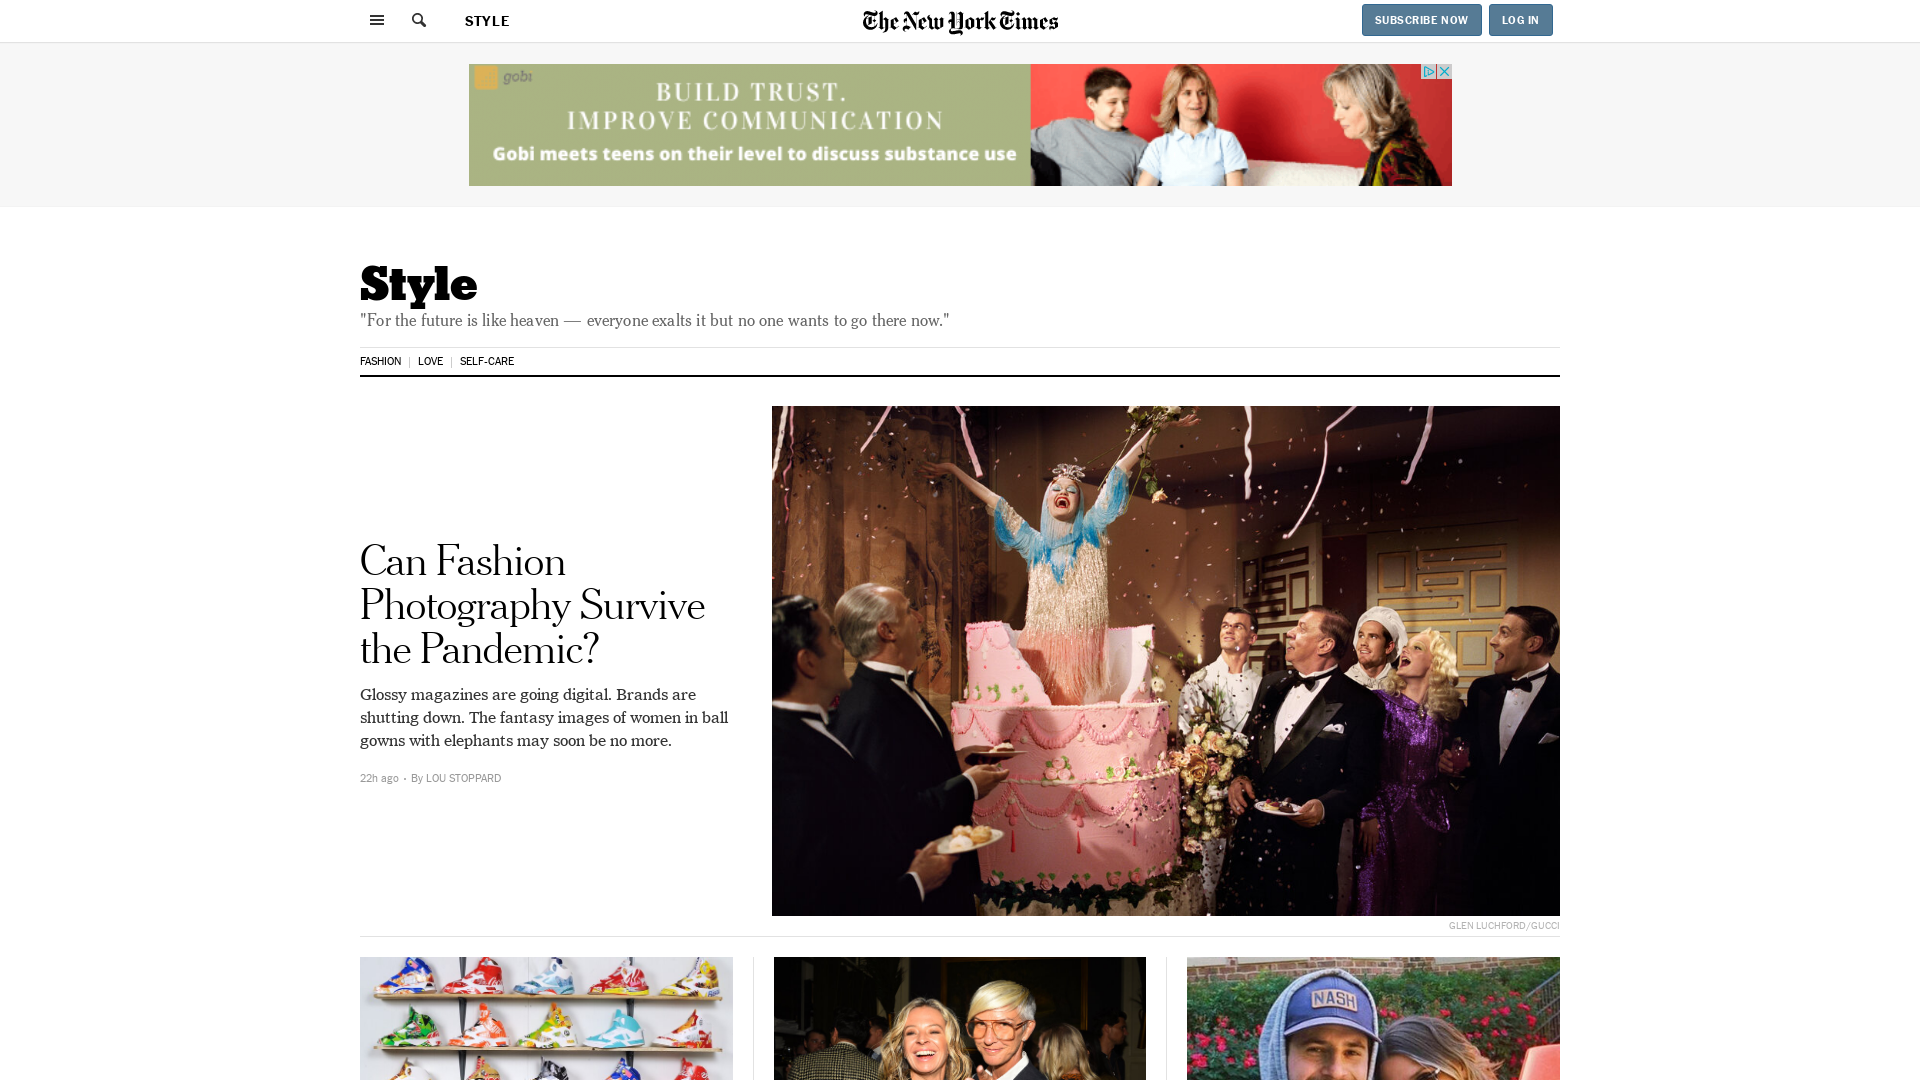 STYLE
The New York Times
SUBSCRIBE NOW
LOG IN
gobi
BUILD TRUST.
IMPROVE COMMUNICATION
Gobi meets teens on their level to discuss substance use
Style
"For the future is like heaven — everyone exalts it but no one wants to go there now."
FASHION | LOVE | SELF-CARE
Can Fashion
Photography Survive
the Pandemic?
Glossy magazines are going digital. Brands are
shutting down. The fantasy images of women in ball
gowns with elephants may soon be no more.
22h ago • By LOU STOPPARD
GLEN LUCHFORD/GUCCI
NASH